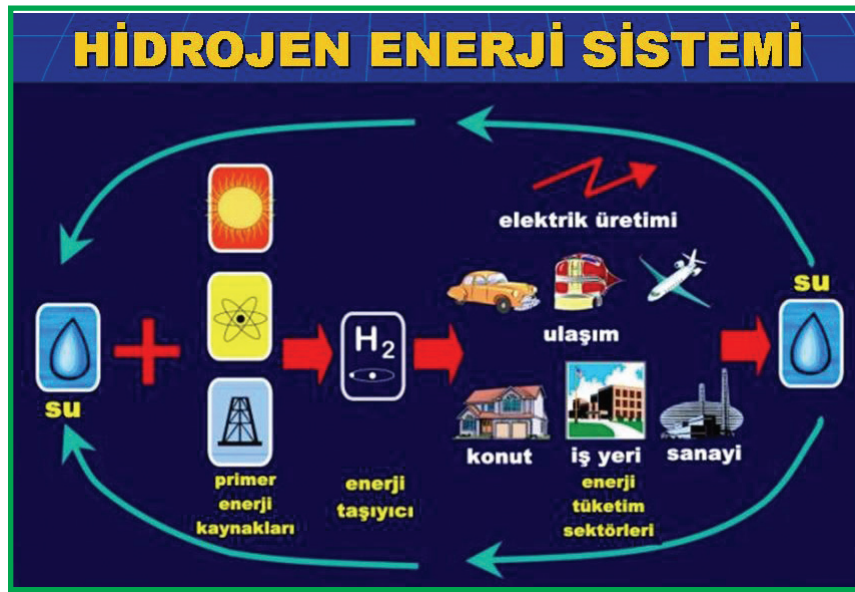 HİDROJEN ENERJİ SİSTEMİ
elektrik üretimi
su
ulaşım
H2
su
konut
iş yeri
sanayi
primer
enerji
kaynakları
enerji
taşıyıcı
enerji
tüketim
sektörleri